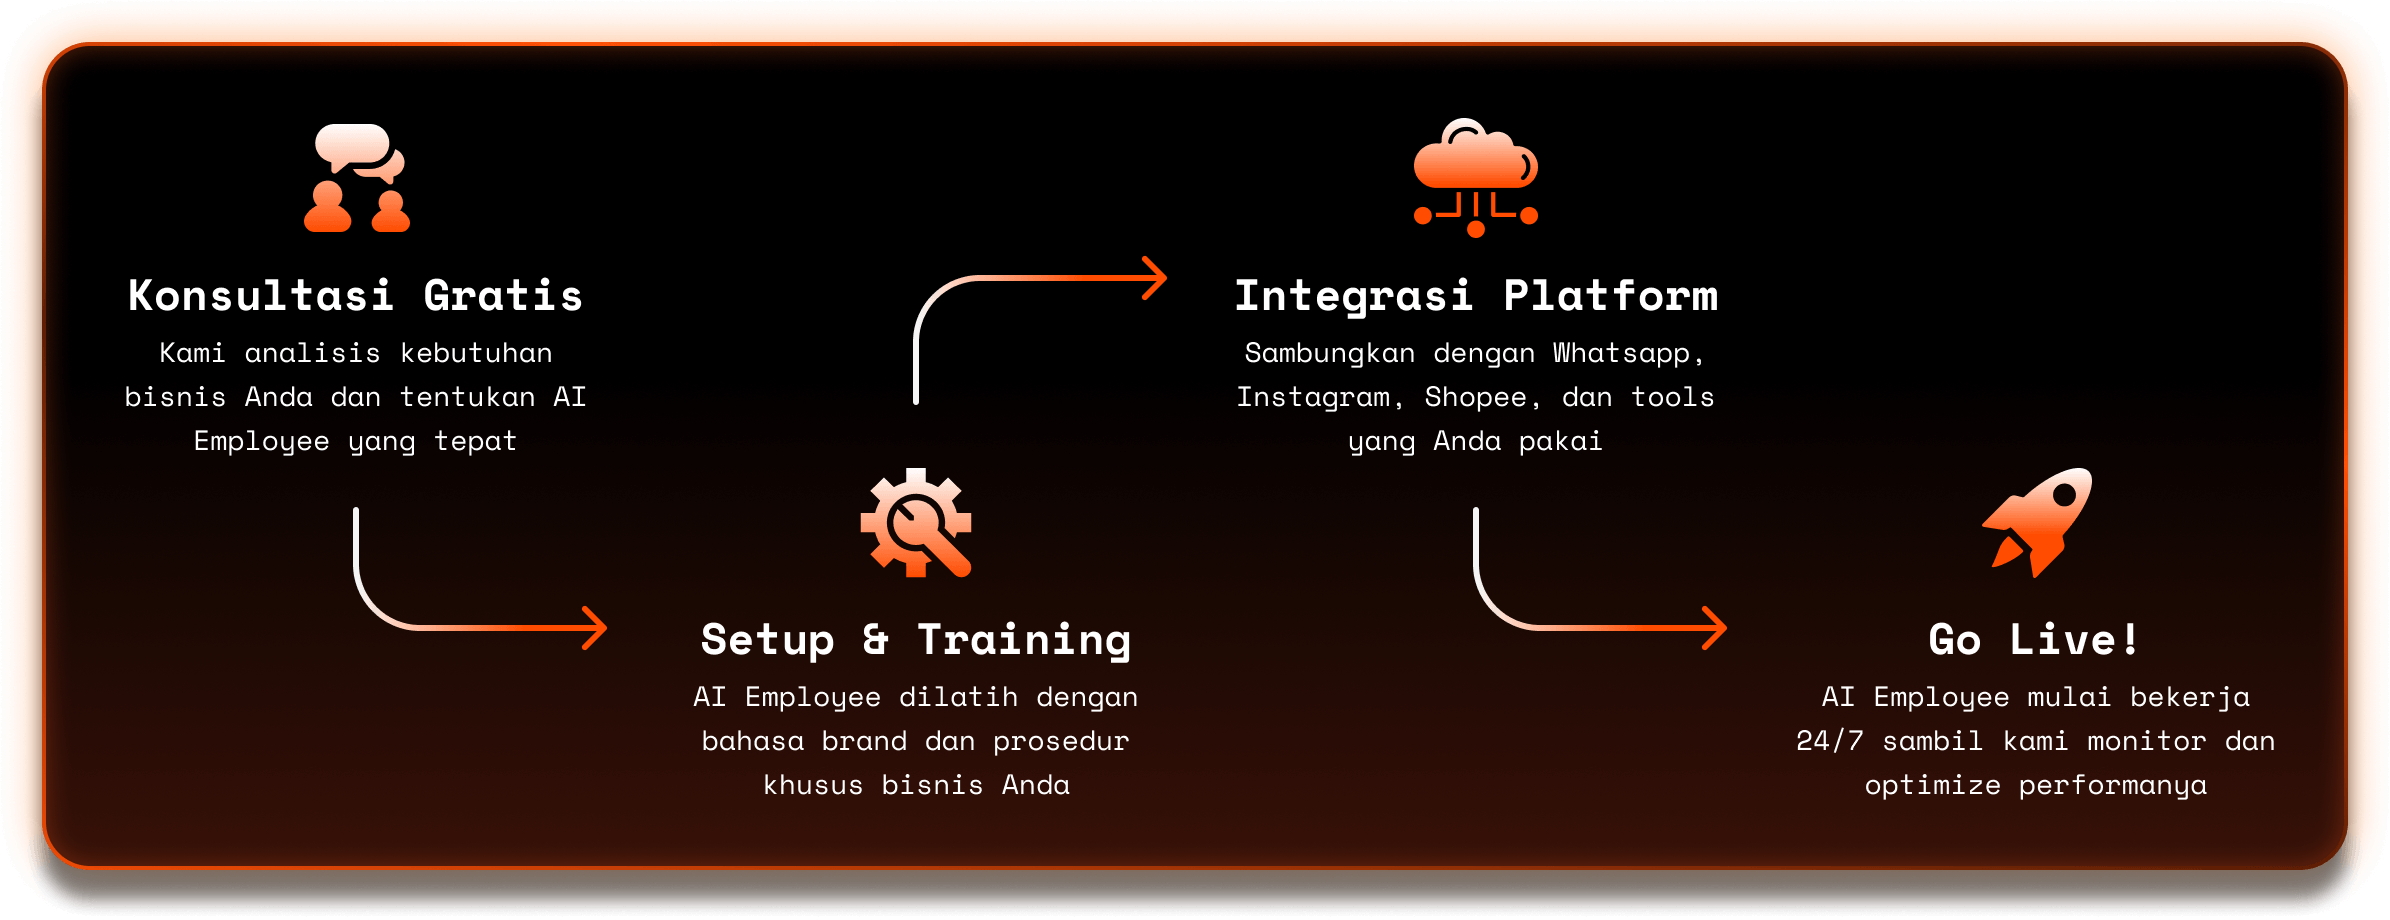 Konsultasi Gratis
Kami analisis kebutuhan
bisnis Anda dan tentukan AI
Employee yang tepat
Setup & Training
AI Employee dilatih dengan
bahasa brand dan prosedur
khusus bisnis Anda
Integrasi Platform
Sambungkan dengan Whatsapp,
Instagram, Shopee, dan tools
yang Anda pakai
Go Live!
AI Employee mulai bekerja
24/7 sambil kami monitor dan
optimize performanya